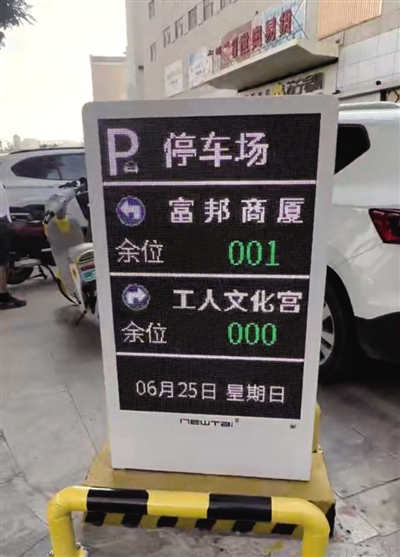 P 停车场
富邦商厦
余位 001
工人文化宫
余位 000
06月25日 星期日
newTai